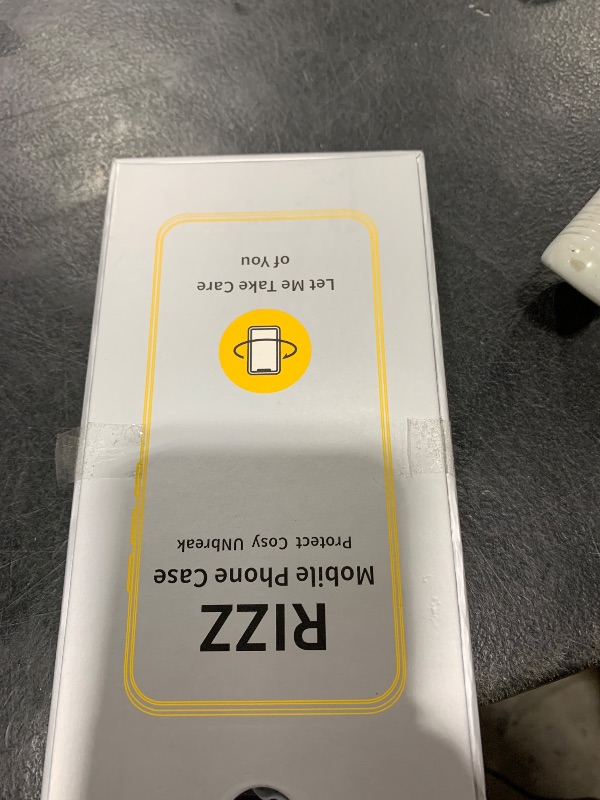 RIZZ
Mobile Phone Case
Protect Cosy UNbreak
Let Me Take Care
of You